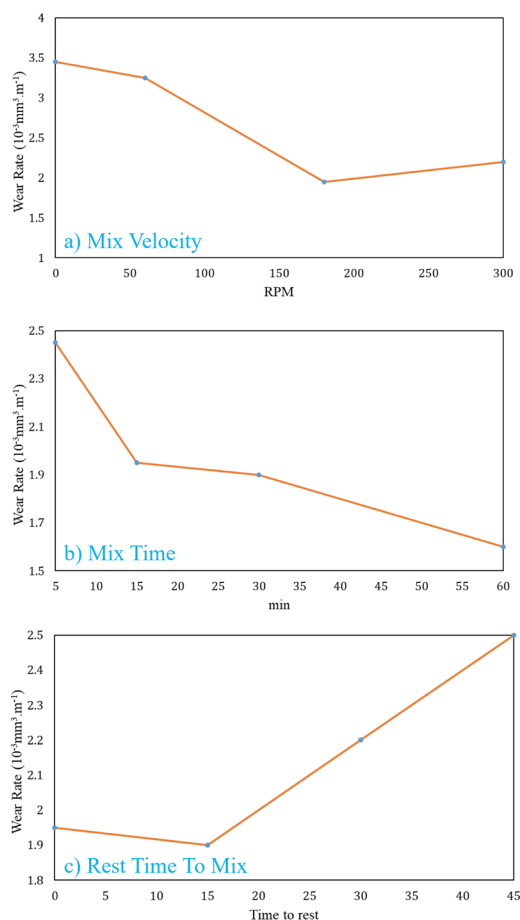 4
3.5
3
2.5
2
1.5
1
Wear Rate (10⁻³mm³.m⁻¹)
a) Mix Velocity
0 50 100 150 200 250 300
RPM
2.5
2.3
2.1
1.9
1.7
1.5
Wear Rate (10⁻³mm³.m⁻¹)
b) Mix Time
5 10 15 20 25 30 35 40 45 50 55 60
min
2.5
2.4
2.3
2.2
2.1
2
1.9
1.8
Wear Rate (10⁻³mm³.m⁻¹)
c) Rest Time To Mix
0 5 10 15 20 25 30 35 40 45
Time to rest